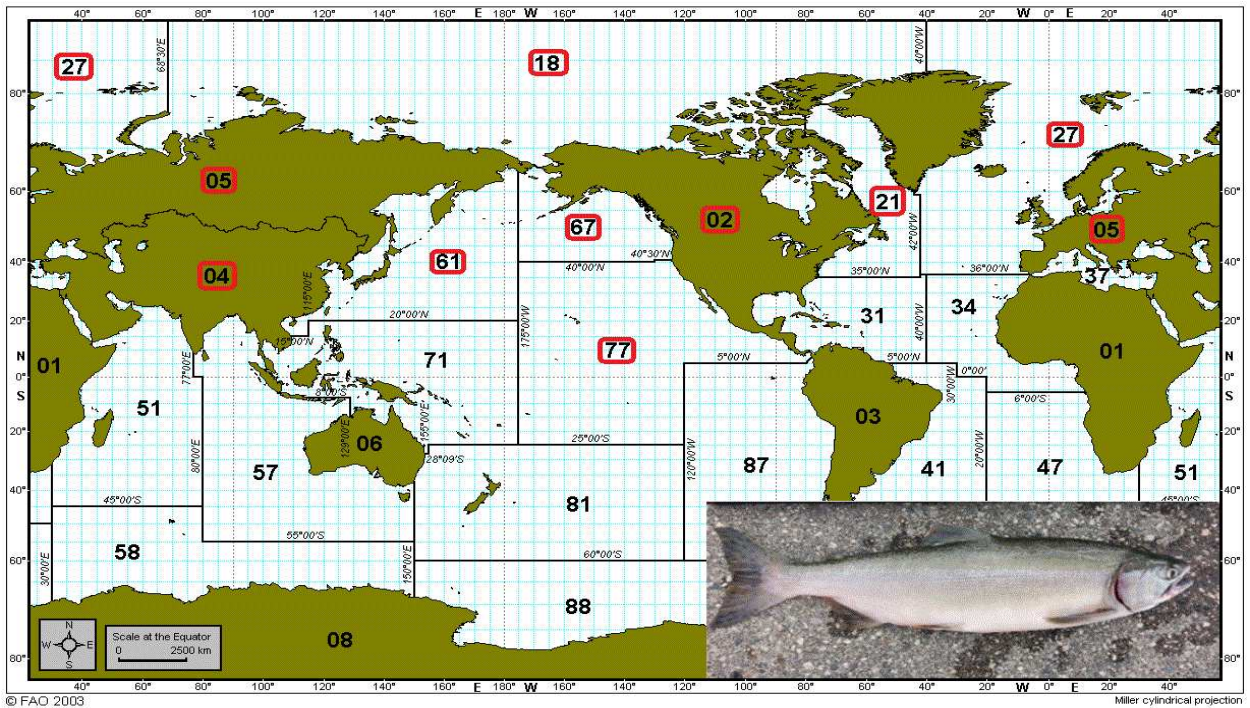 40° 60° 80° 100° 120° 140° 160° E 180° W 160° 140° 120° 100° 80° 60° 40° W 0° E 20° 40°
27
68°30'E
18
40°00'W
27
80°
80°
05
60°
60°
02
21
67
05
42°00'W
61
40°30'N
40°00'N
35°00'N
36°00'N
40°
40°
04
37
115°00'E
34
31
20°00'N
20°
20°
15°00'N
175°00'W
40°00'W
77
N
0°
S
01
77°00'E
71
5°00'N
5°00'N
0°00'
01
N
0°
S
8°00'S
30°00'W
6°00'S
51
129°00'E
06
155°00'E
03
20°
20°
25°00'S
28°09'S
80°00'E
57
120°00'W
87
41
20°00'W
47
51
40°
40°
45°00'S
45°00'S
81
55°00'S
58
60°00'S
60°
60°
30°00'E
150°00'E
88
N
W E
S
Scale at the Equator
0 2500 km
08
80°
80°
40° 60° 80° 100° 120° 140° 160° E 180° W 160° 140° 120° 100° 80° 60° 40° 20° W 0° E 20° 40°
© FAO 2003
Miller cylindrical projection